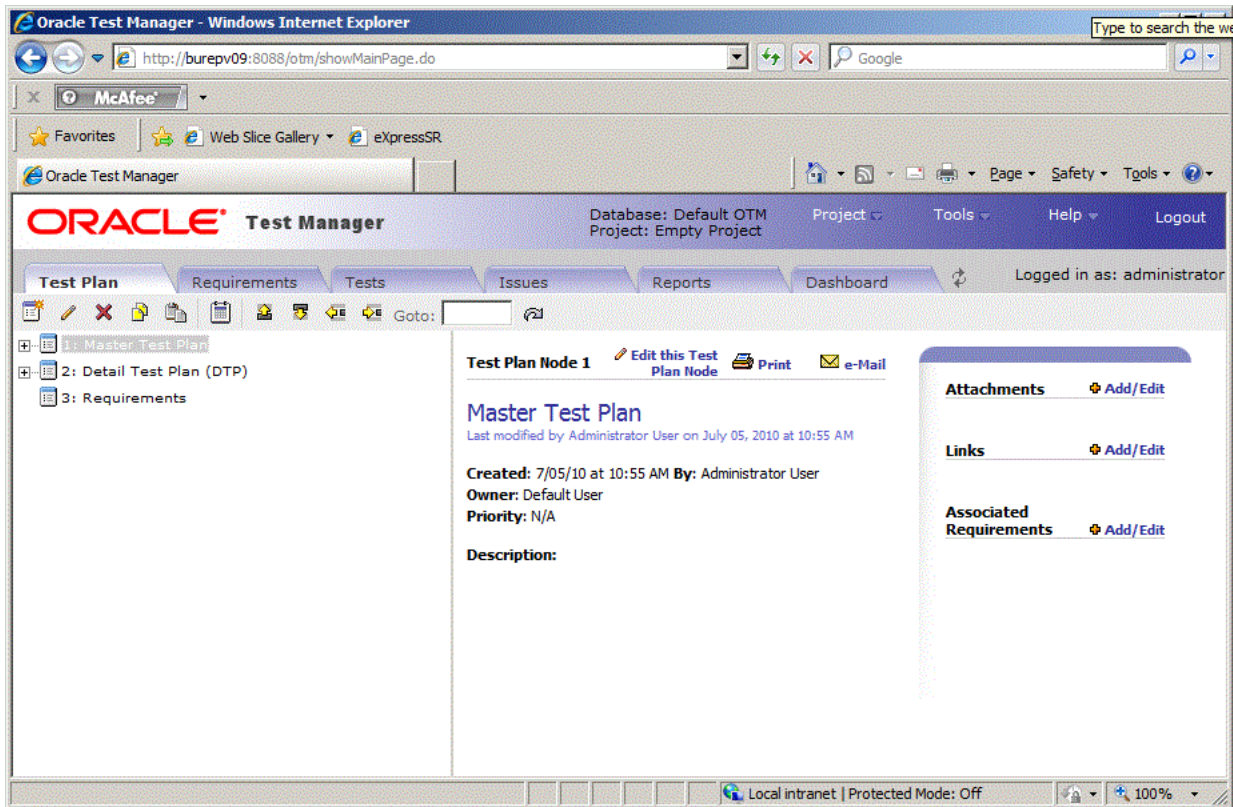 Oracle Test Manager - Windows Internet Explorer
Type to search the we
http://burepv09:8088/otm/showMainPage.do
Google
McAfee
Favorites Web Slice Gallery eXpressSR
Oracle Test Manager
Page Safety Tools
ORACLE Test Manager
Database: Default OTM
Project: Empty Project
Project Tools Help Logout
Test Plan Requirements Tests Issues Reports Dashboard
Logged in as: administrator
Goto:
1: Master Test Plan
2: Detail Test Plan (DTP)
3: Requirements
Test Plan Node 1
Edit this Test
Plan Node
Print
e-Mail
Master Test Plan
Last modified by Administrator User on July 05, 2010 at 10:55 AM
Created: 7/05/10 at 10:55 AM By: Administrator User
Owner: Default User
Priority: N/A
Description:
Attachments Add/Edit
Links Add/Edit
Associated
Requirements Add/Edit
Local intranet | Protected Mode: Off
100%